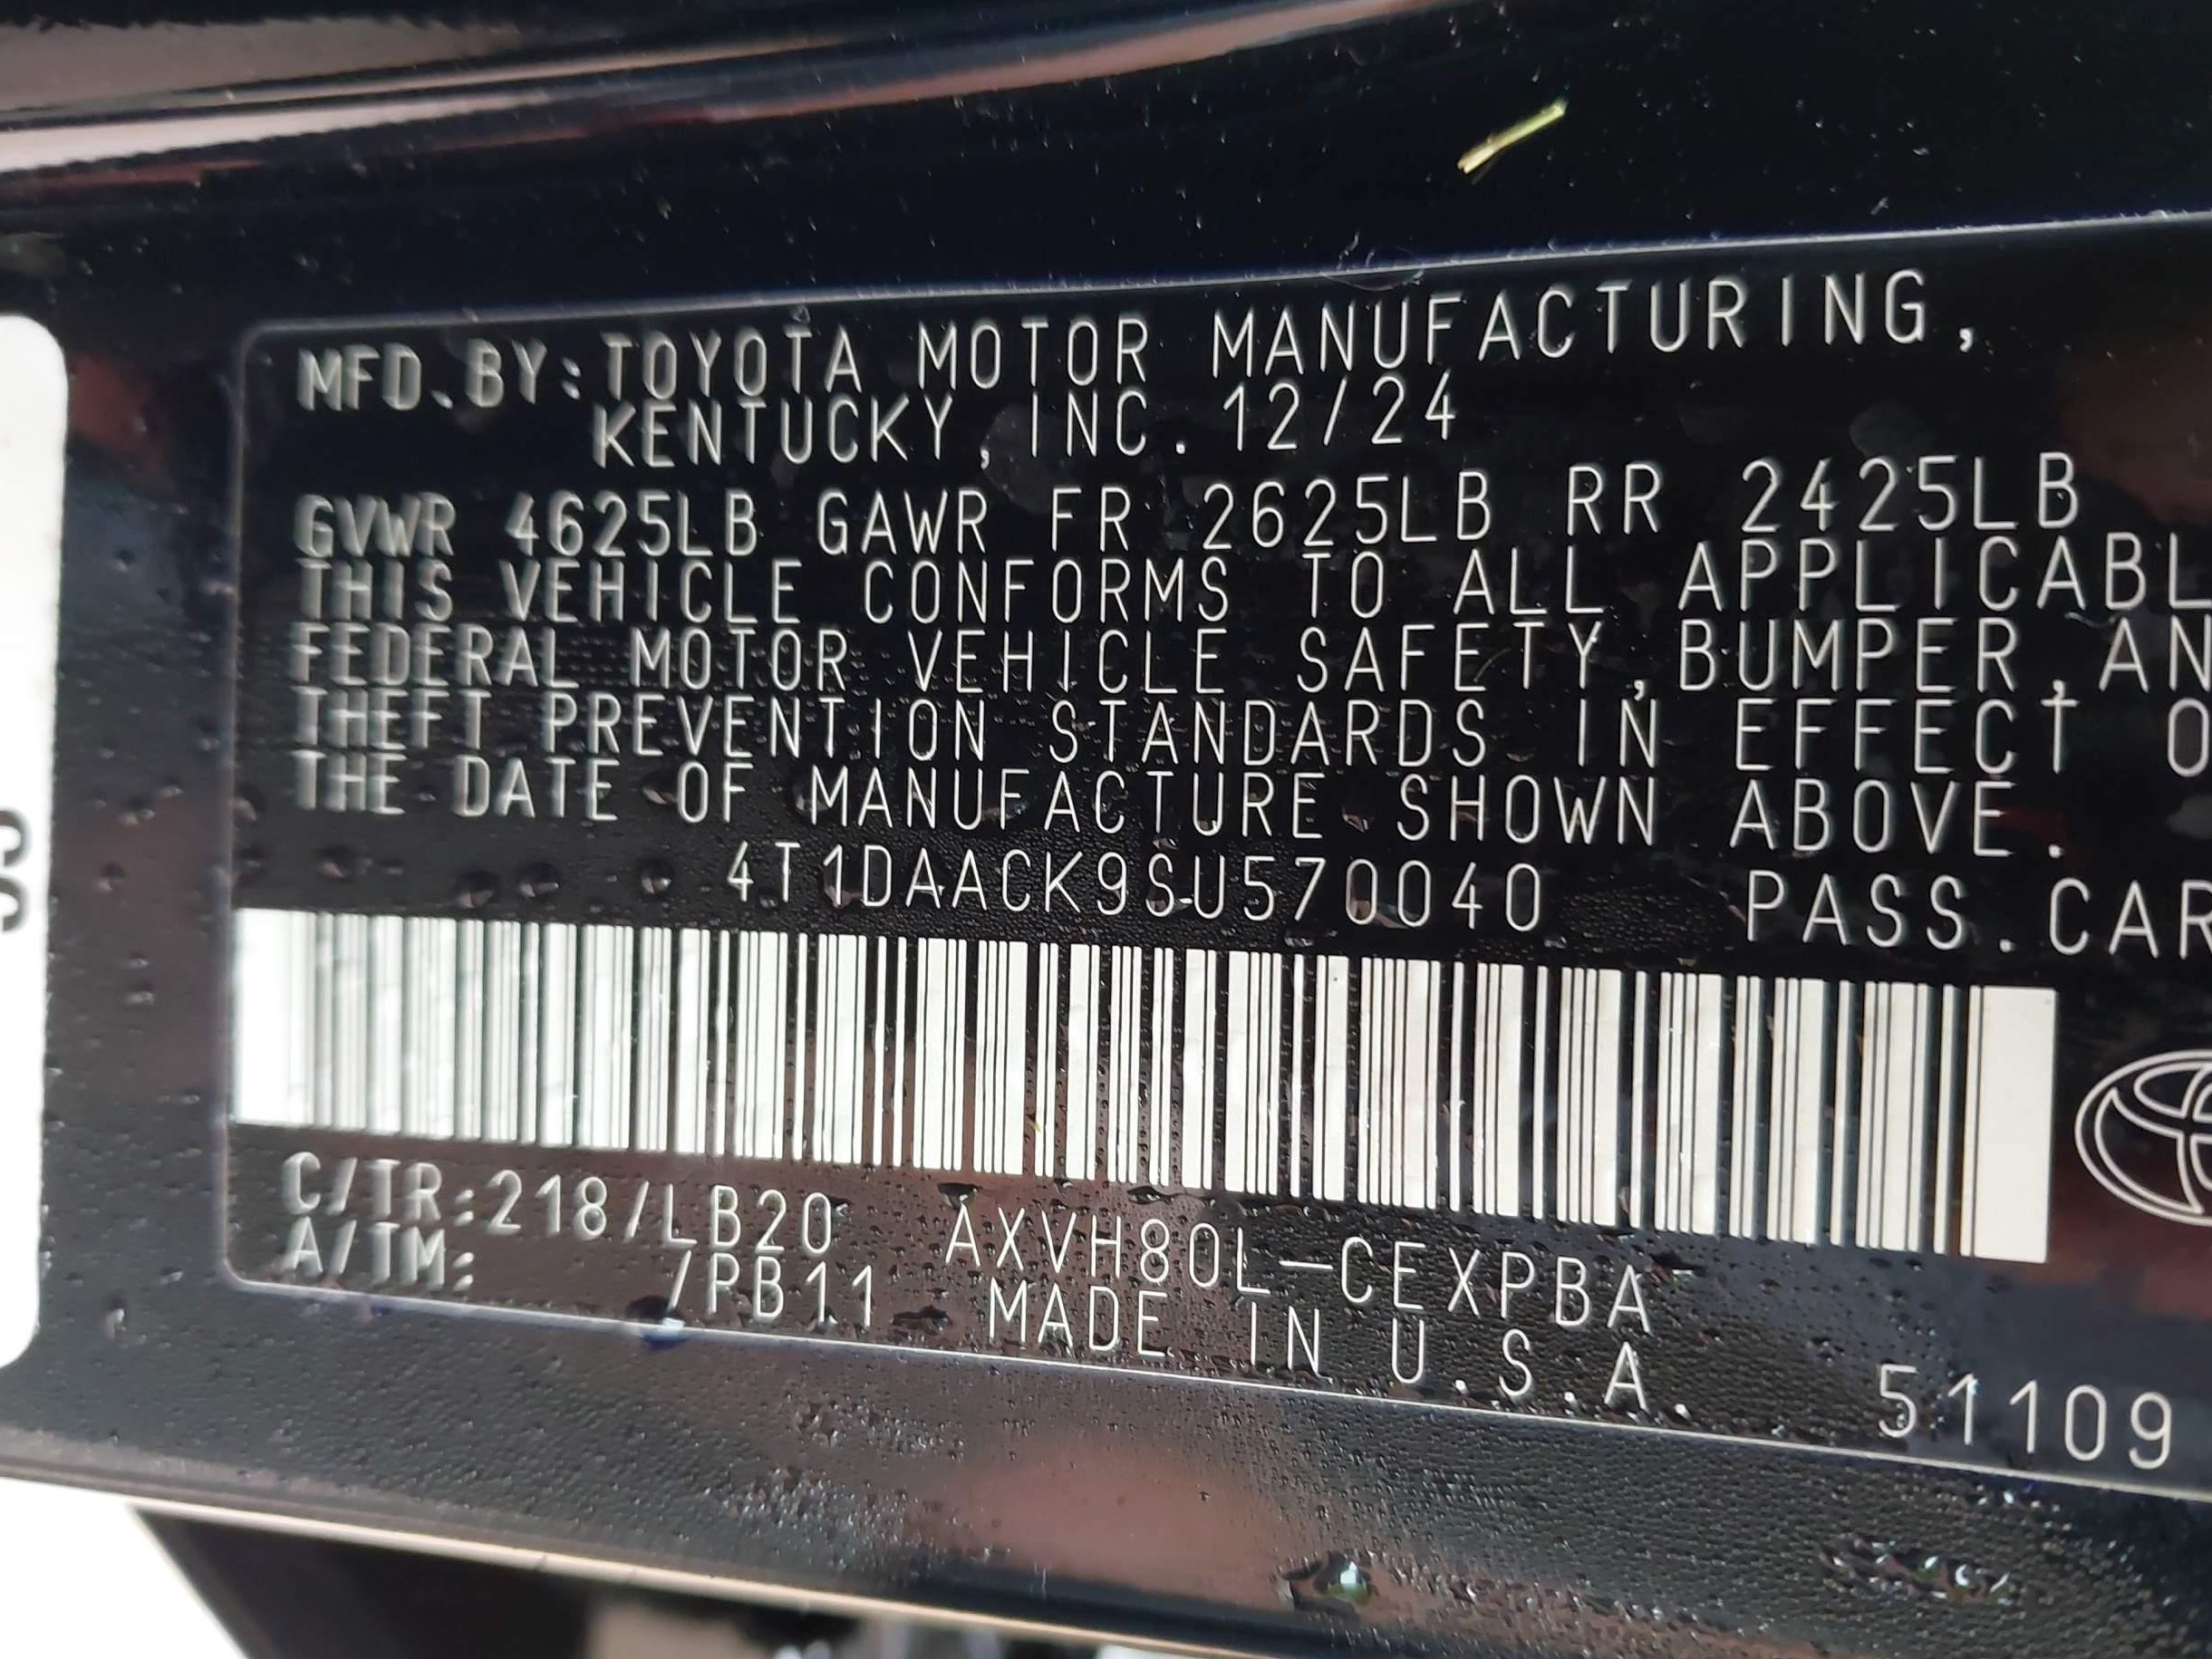 MFD. BY: TOYOTA MOTOR MANUFACTURING,
KENTUCKY, INC. 12/24
GVWR 4625LB GAWR FR 2625LB RR 2425LB
THIS VEHICLE CONFORMS TO ALL APPLICABL
FEDERAL MOTOR VEHICLE SAFETY, BUMPER, AN
THEFT PREVENTION STANDARDS IN EFFECT O
THE DATE OF MANUFACTURE SHOWN ABOVE.
4T1DAACK9SU570040 PASS. CAR
C/TR: 218/LB20 AXVH80L-CEXPBA
A/TM: /PB11 MADE IN U.S.A. 51109